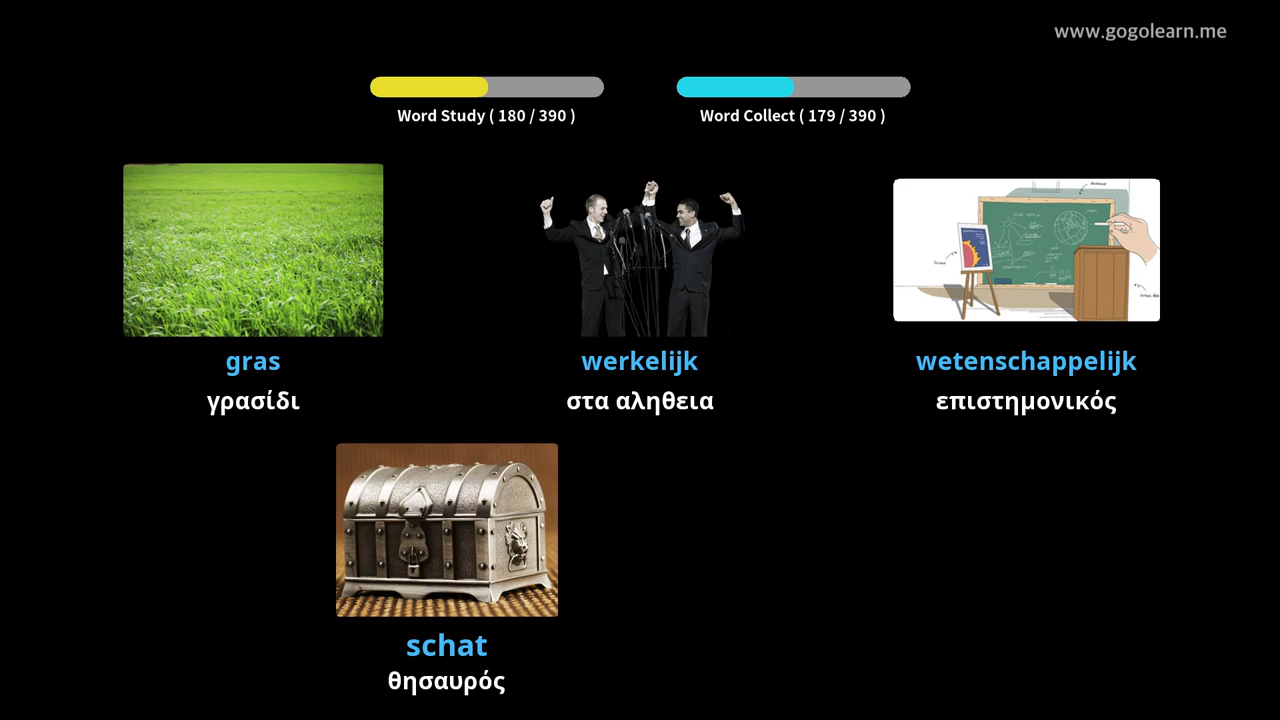 www.gogolearn.me
Word Study ( 180 / 390 )
Word Collect ( 179 / 390 )
gras
werkelijk
wetenschappelijk
γρασίδι
στα αληθεια
επιστημονικός
schat
θησαυρός